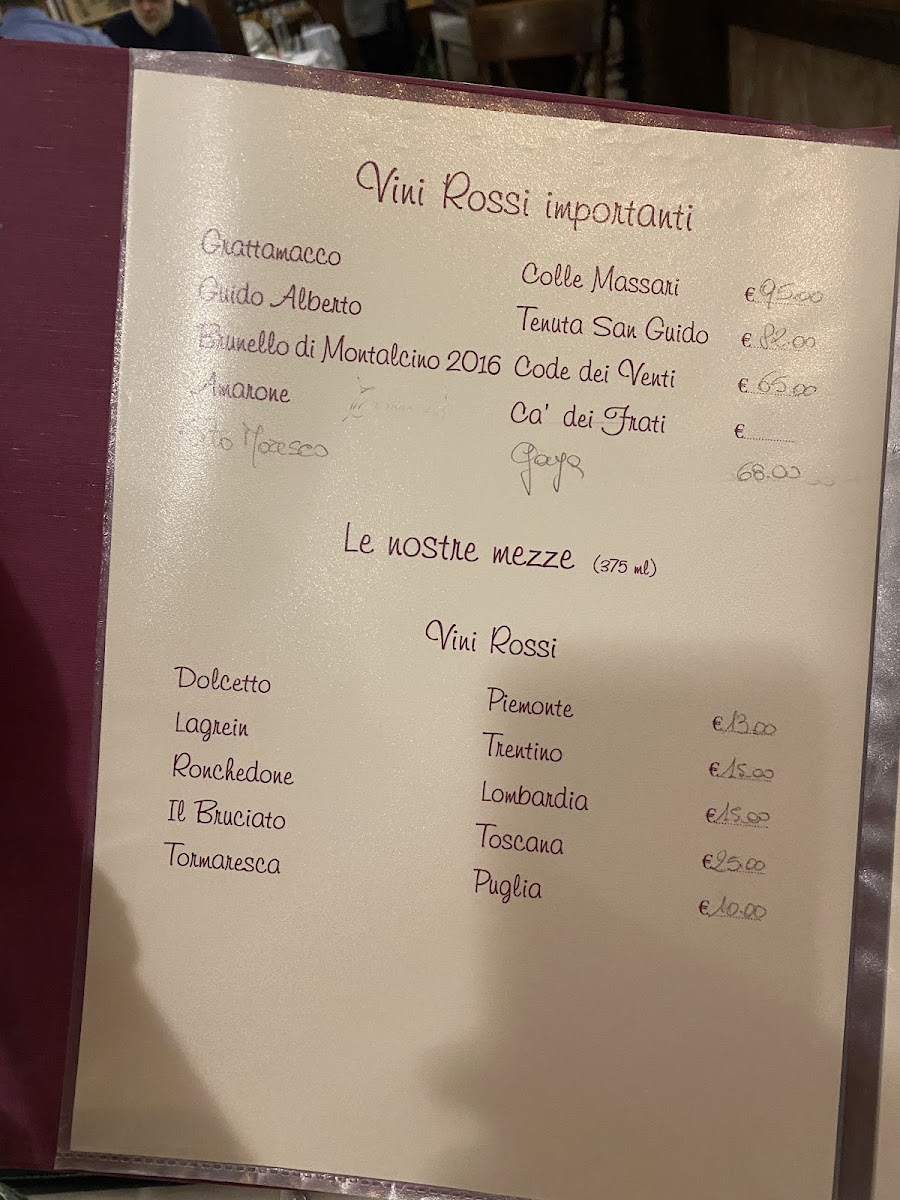 Vini Rossi importanti
Grattamacco Colle Massari € 95.00
Guido Alberto Tenuta San Guido € 82.00
Brunello di Montalcino 2016 Code dei Venti € 65.00
Amarone Ca' dei Frati €
Moresco Gaya 68.00
Le nostre mezze (375 ml)
Vini Rossi
Dolcetto Piemonte € 13.00
Lagrein Trentino € 15.00
Ronchedone Lombardia € 15.00
Il Bruciato Toscana € 25.00
Tormaresca Puglia € 10.00